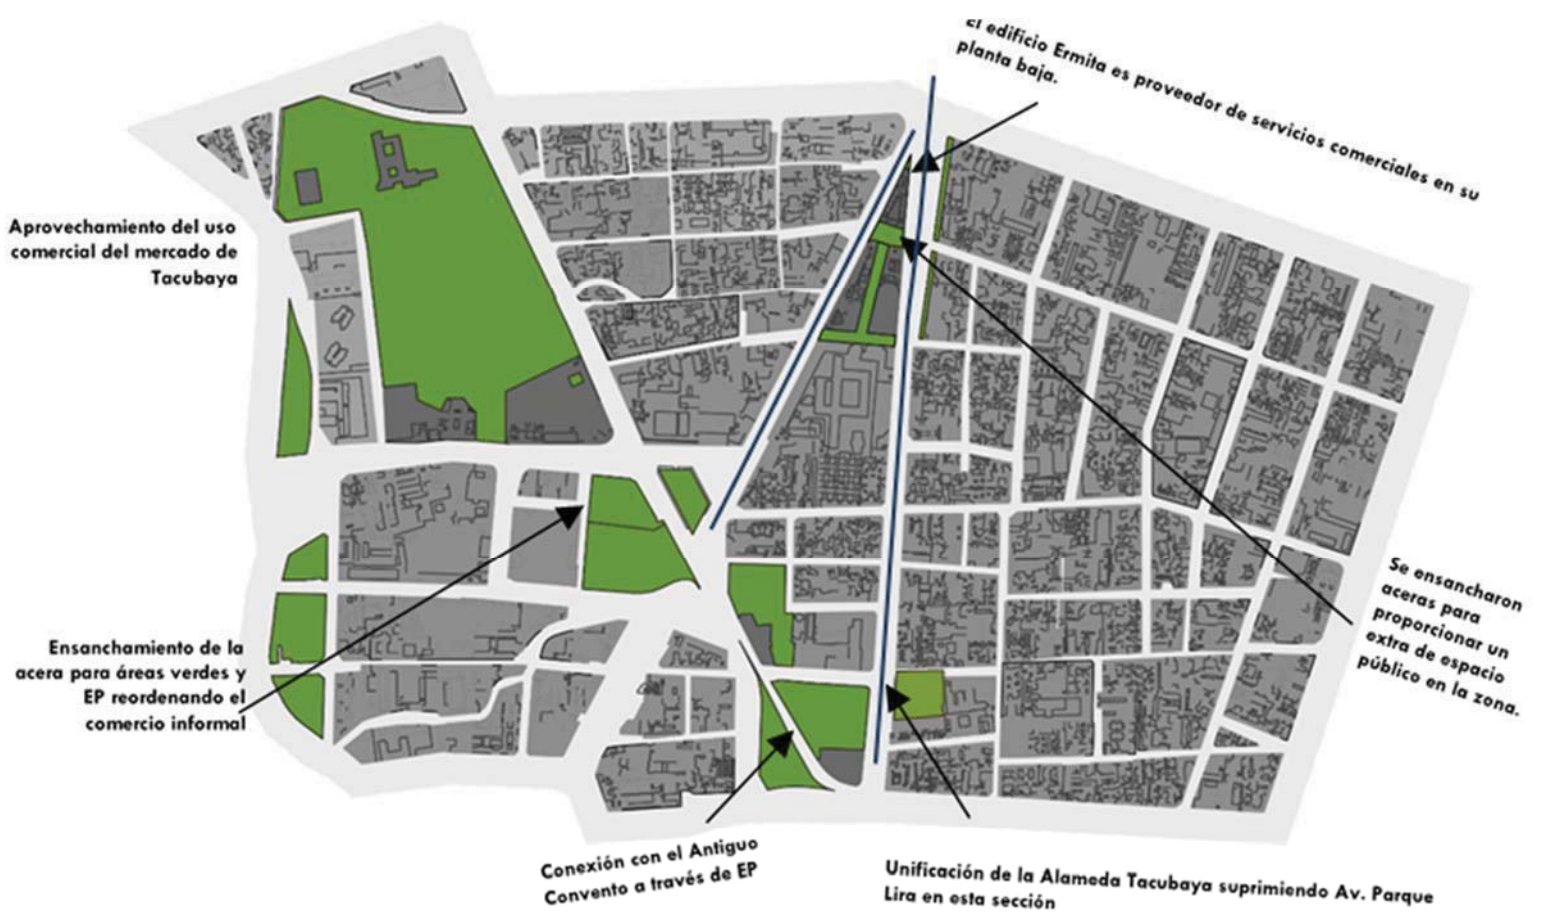 El edificio Ermita es proveedor de servicios comerciales en su
planta baja.
Aprovechamiento del uso
comercial del mercado de
Tacubaya
Se ensancharon
aceras para
proporcionar un
extra de espacio
público en la zona.
Ensanchamiento de la
acera para áreas verdes y
EP reordenando el
comercio informal
Conexión con el Antiguo
Convento a través de EP
Unificación de la Alameda Tacubaya suprimiendo Av. Parque
Lira en esta sección